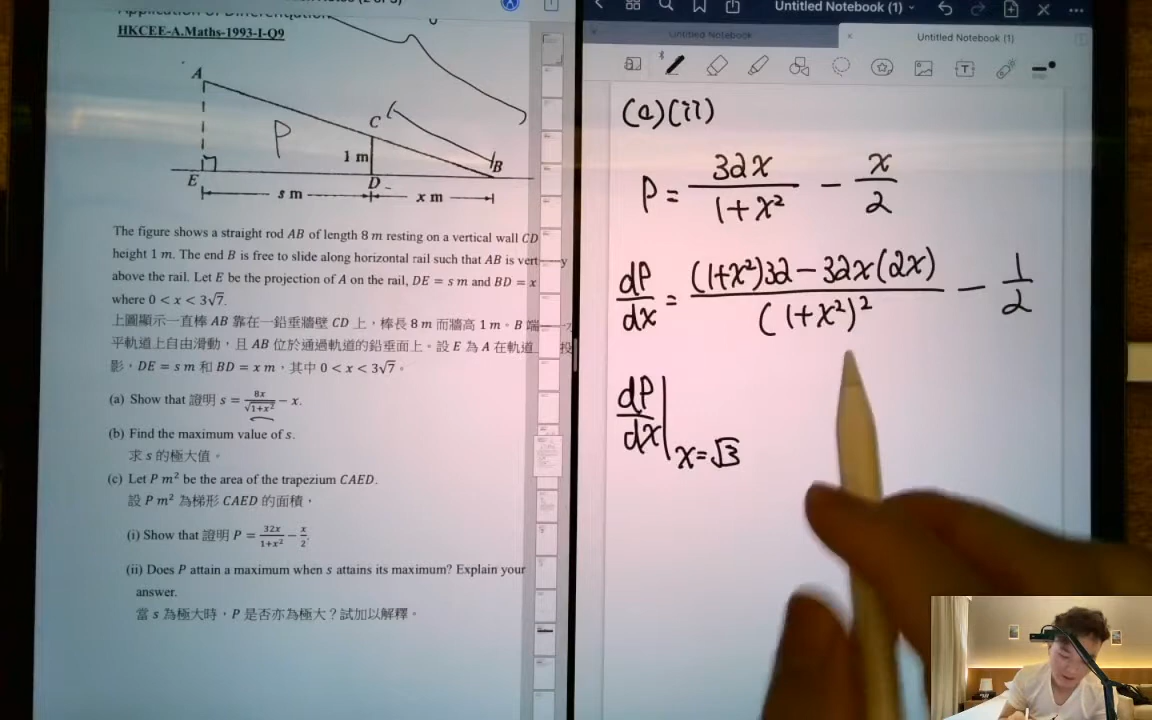 Untitled Notebook (1)
Untitled Notebook
Untitled Notebook (1)
Application of Differentiation
HKCEE-A.Maths-1993-I-Q9
A
P
C
1 m
B
E
D
s m
x m
The figure shows a straight rod AB of length 8 m resting on a vertical wall CD
height 1 m. The end B is free to slide along horizontal rail such that AB is vert y
above the rail. Let E be the projection of A on the rail, DE = s m and BD = x
where 0 < x < 3√7.
上圖顯示一直棒 AB 靠在一鉛垂牆壁 CD 上,棒長 8 m 而牆高 1 m。B 端
平軌道上自由滑動,且 AB 位於通過軌道的鉛垂面上。設 E 為 A 在軌道 投
影,DE = s m 和 BD = x m,其中 0 < x < 3√7。
(a) Show that 證明 s = 8x/√(1+x²) − x.
(b) Find the maximum value of s.
求 s 的極大值。
(c) Let P m² be the area of the trapezium CAED.
設 P m² 為梯形 CAED 的面積,
(i) Show that 證明 P = 32x/(1+x²) − x/2.
(ii) Does P attain a maximum when s attains its maximum? Explain your
answer.
當 s 為極大時,P 是否亦為極大?試加以解釋。
(c)(ii)
P = 32x/(1+x²) − x/2
dP/dx = ((1+x²)32 − 32x(2x))/(1+x²)² − 1/2
dP/dx | x=√3